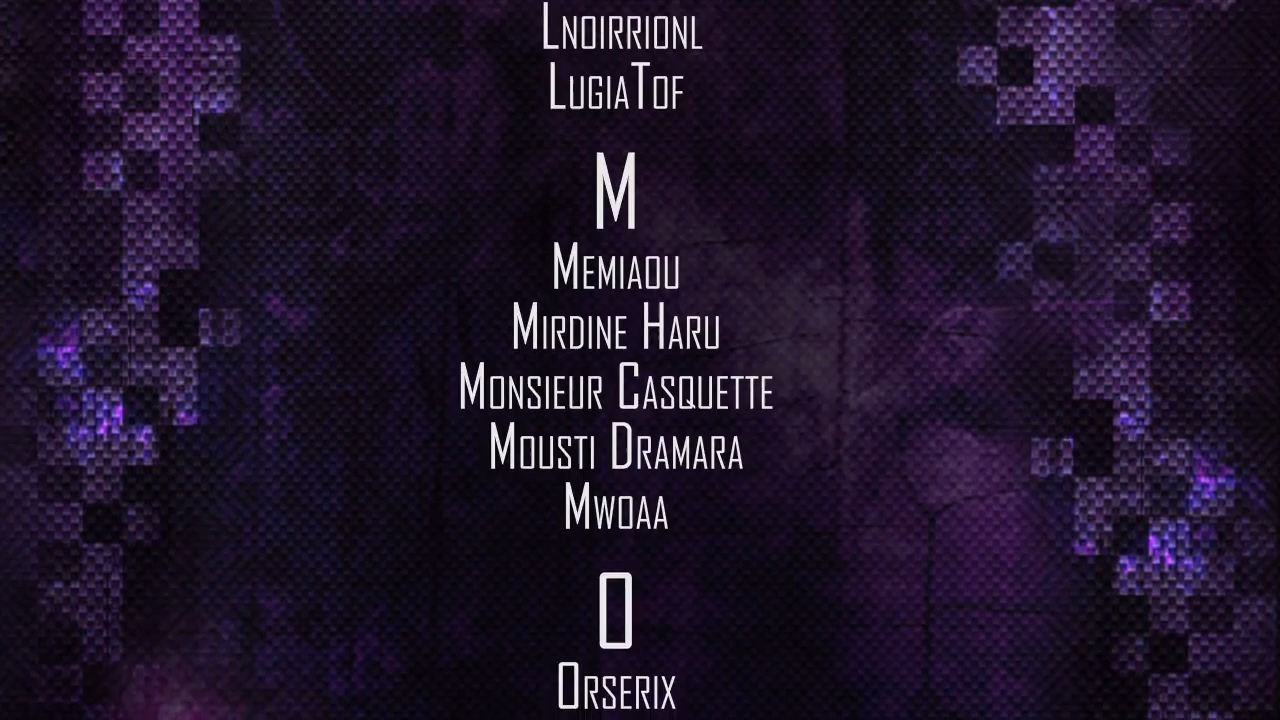 Lnoirrionl
LugiaTof
M
Memiaou
Mirdine Haru
Monsieur Casquette
Mousti Dramara
Mwoaa
O
Orserix